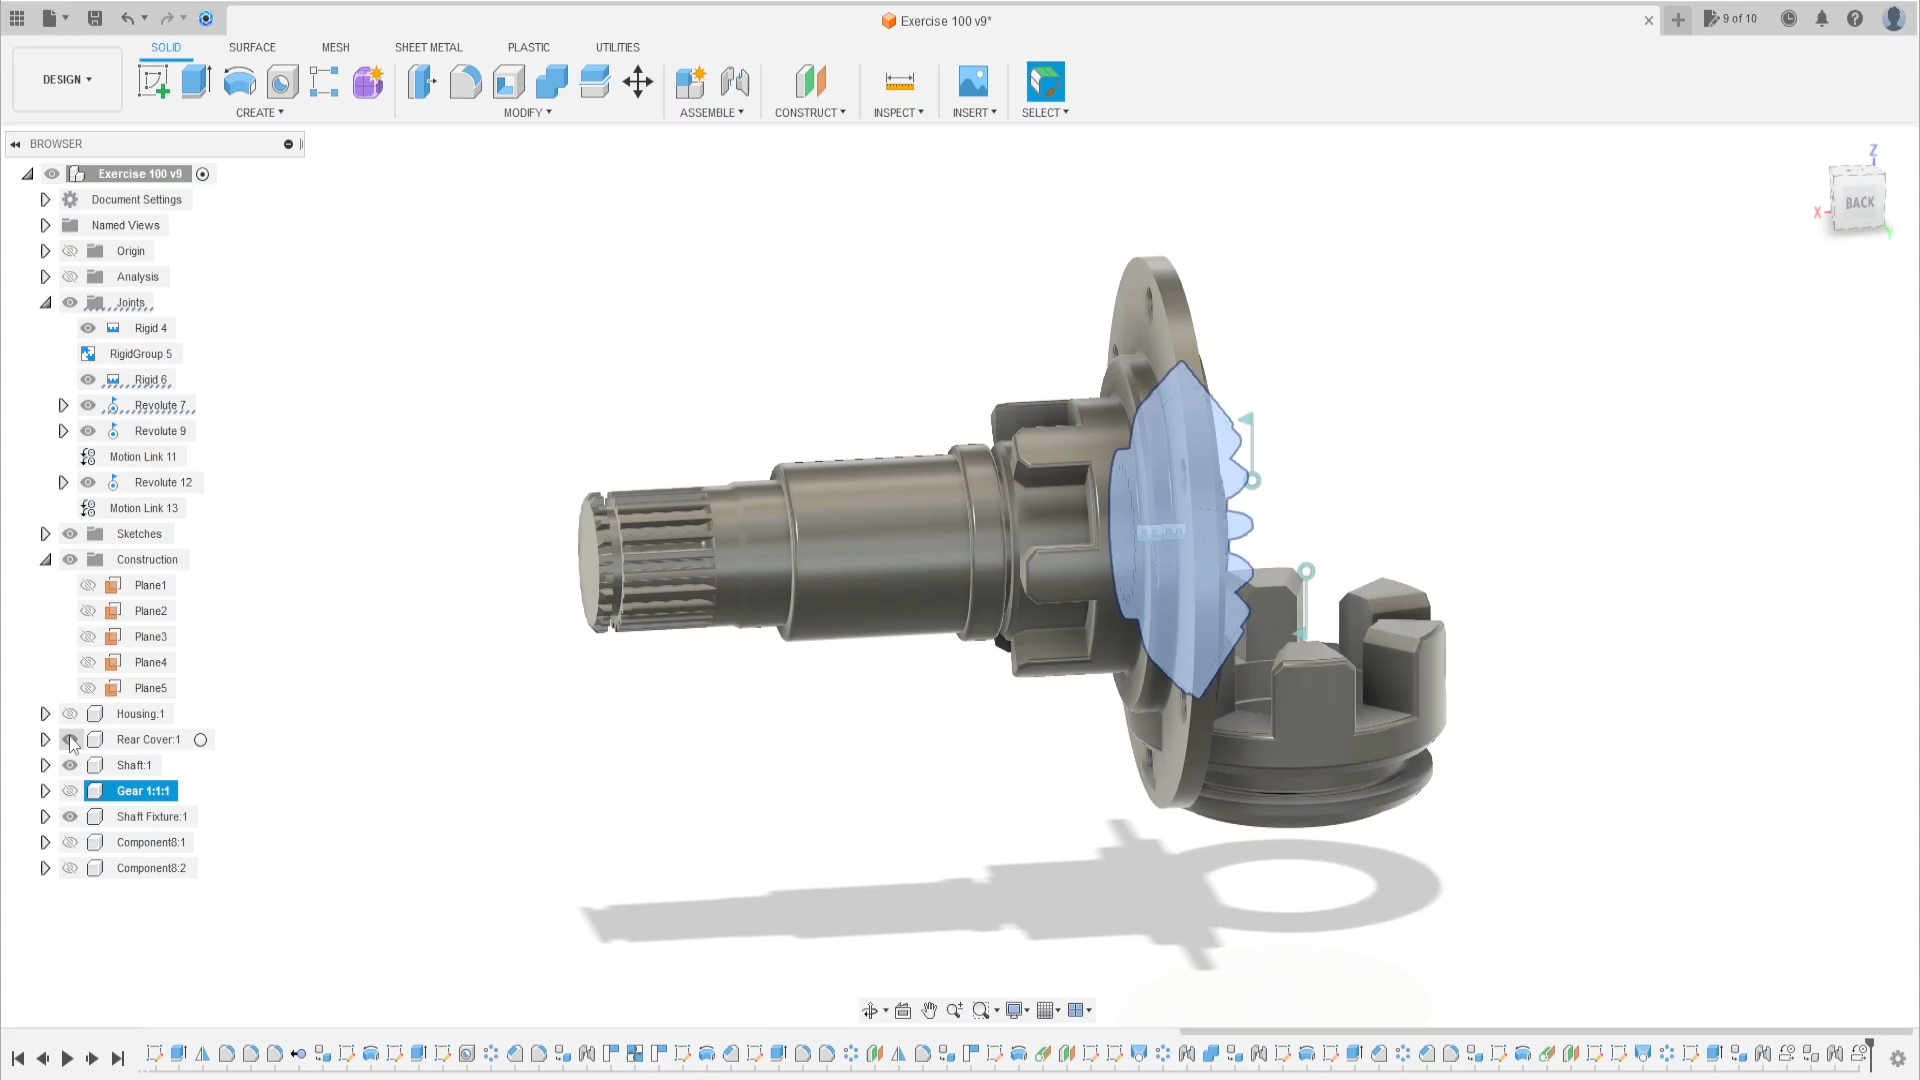 Exercise 100 v9*
9 of 10
DESIGN
SOLID
SURFACE
MESH
SHEET METAL
PLASTIC
UTILITIES
CREATE
MODIFY
ASSEMBLE
CONSTRUCT
INSPECT
INSERT
SELECT
BROWSER
Exercise 100 v9
Document Settings
Named Views
Origin
Analysis
Joints
Rigid 4
RigidGroup 5
Rigid 6
Revolute 7
Revolute 9
Motion Link 11
Revolute 12
Motion Link 13
Sketches
Construction
Plane1
Plane2
Plane3
Plane4
Plane5
Housing:1
Rear Cover:1
Shaft:1
Gear 1:1:1
Shaft Fixture:1
Component8:1
Component8:2
Z
BACK
X
Y